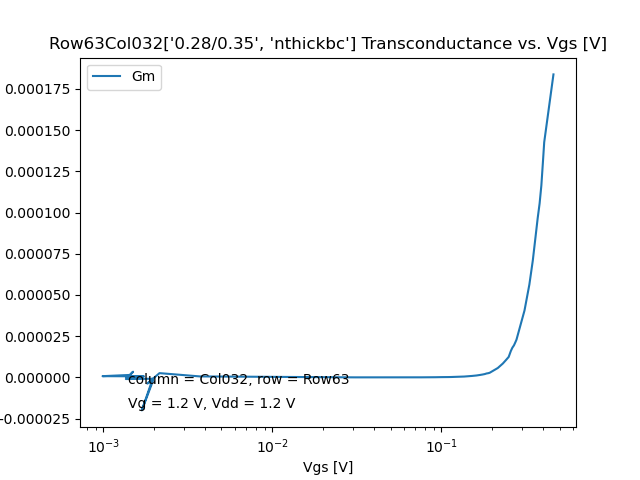 Row63Col032['0.28/0.35', 'nthickbc'] Transconductance vs. Vgs [V]
Gm
0.000175
0.000150
0.000125
0.000100
0.000075
0.000050
0.000025
0.000000
-0.000025
column = Col032, row = Row63
Vg = 1.2 V, Vdd = 1.2 V
10⁻³
10⁻²
10⁻¹
Vgs [V]